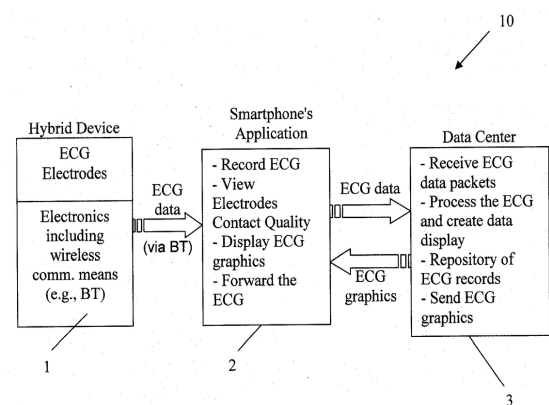 10
Hybrid Device
ECG
Electrodes
Electronics
including
wireless
comm. means
(e.g., BT)
1
ECG
data
(via BT)
Smartphone's
Application
- Record ECG
- View
Electrodes
Contact Quality
- Display ECG
graphics
- Forward the
ECG
2
ECG data
ECG
graphics
Data Center
- Receive ECG
data packets
- Process the ECG
and create data
display
- Repository of
ECG records
- Send ECG
graphics
3